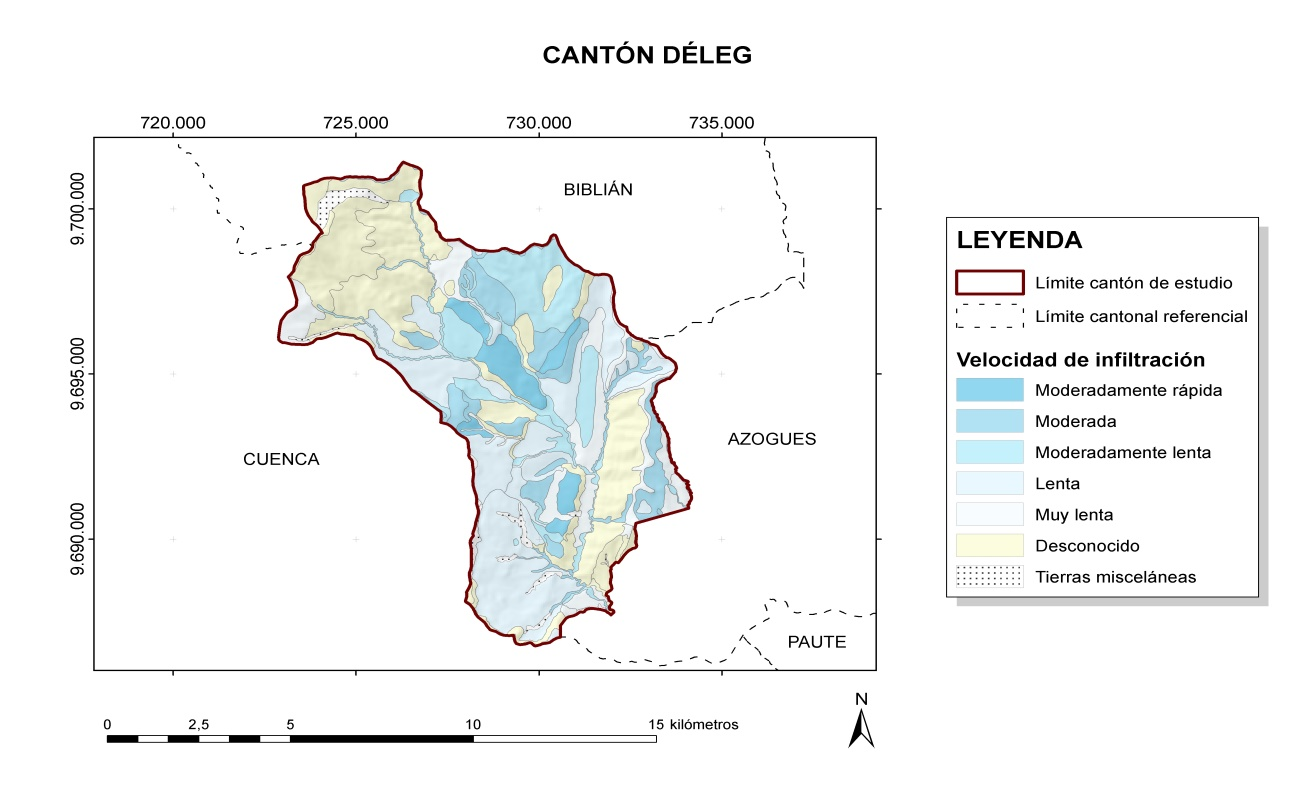 CANTÓN DÉLEG
720.000 725.000 730.000 735.000
9.700.000
9.695.000
9.690.000
BIBLIÁN
AZOGUES
CUENCA
PAUTE
LEYENDA
Límite cantón de estudio
Límite cantonal referencial
Velocidad de infiltración
Moderadamente rápida
Moderada
Moderadamente lenta
Lenta
Muy lenta
Desconocido
Tierras misceláneas
N
0 2,5 5 10 15 kilómetros